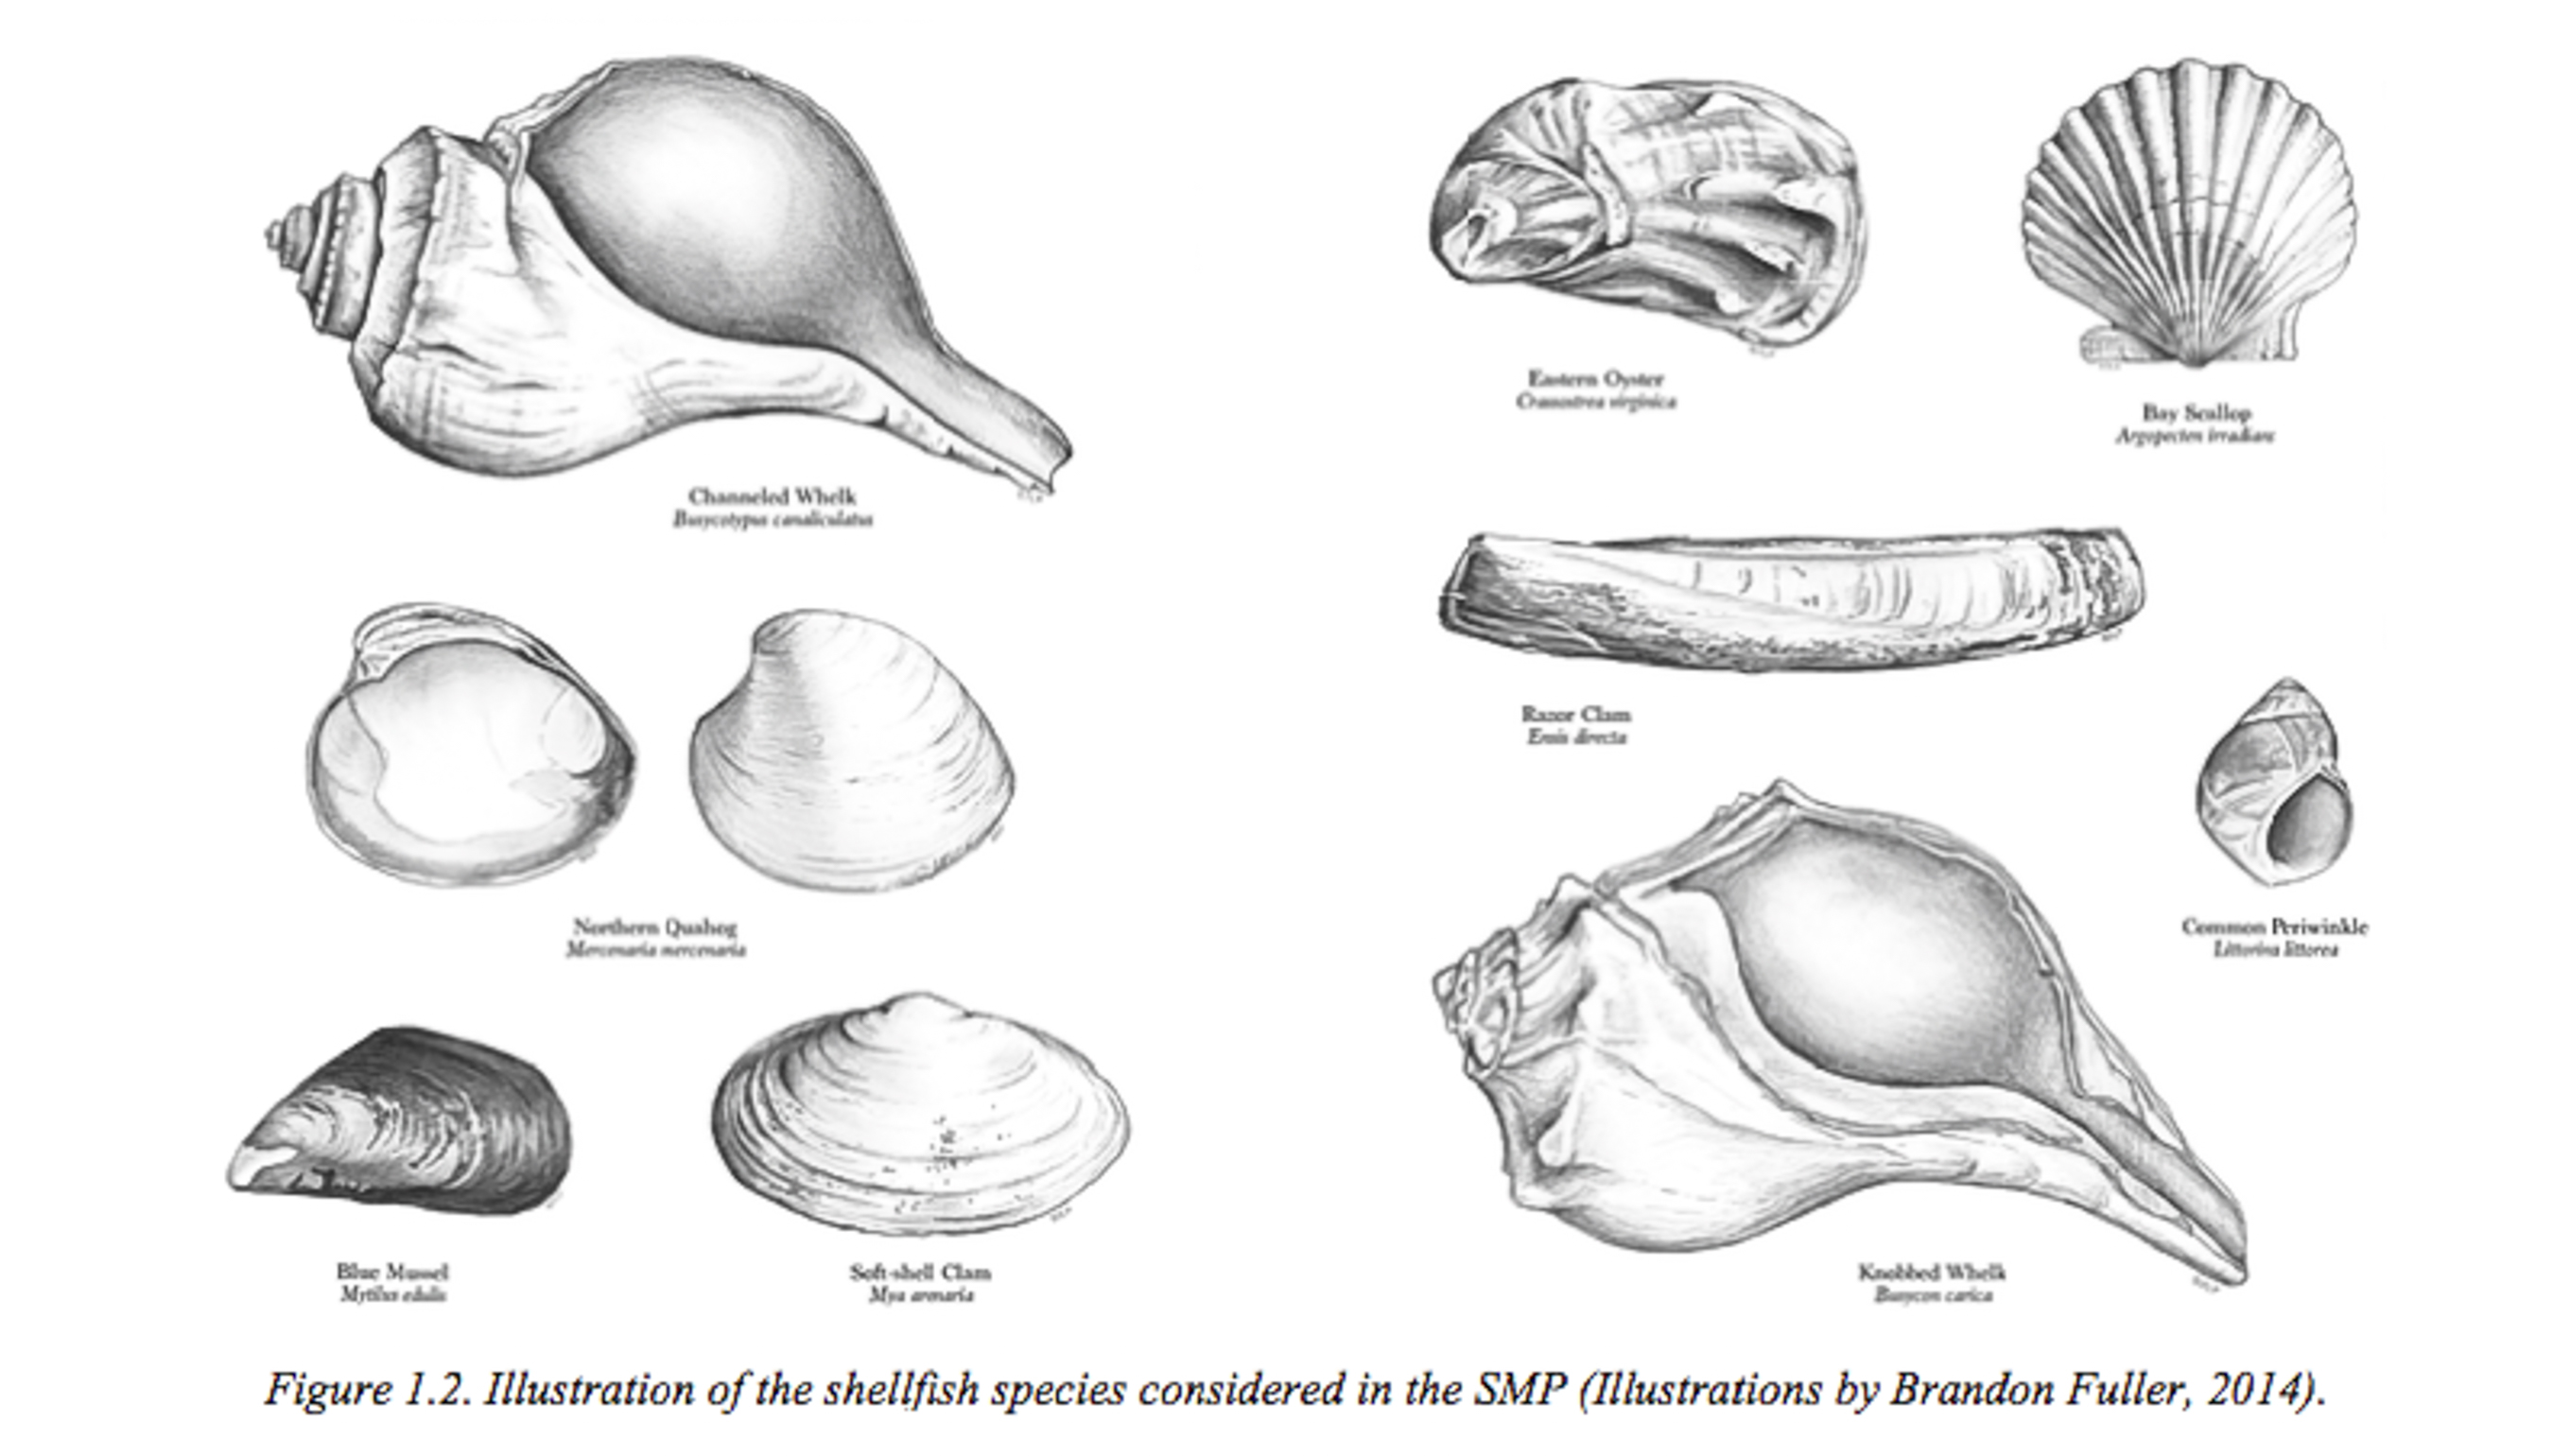 Channeled Whelk
Busycotypus canaliculatus
Eastern Oyster
Crassostrea virginica
Bay Scallop
Argopecten irradians
Razor Clam
Ensis directa
Northern Quahog
Mercenaria mercenaria
Common Periwinkle
Littorina littorea
Blue Mussel
Mytilus edulis
Soft-shell Clam
Mya arenaria
Knobbed Whelk
Busycon carica
Figure 1.2. Illustration of the shellfish species considered in the SMP (Illustrations by Brandon Fuller, 2014).